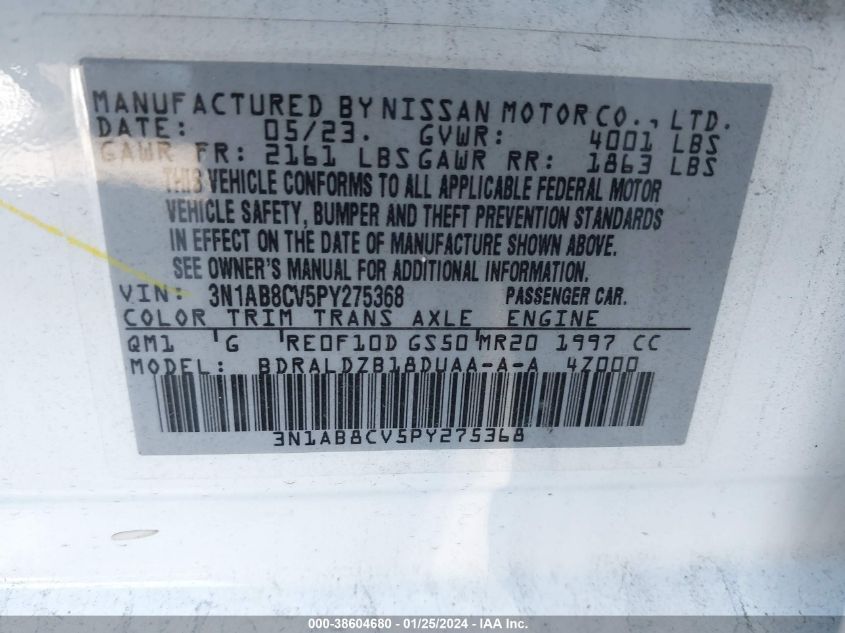 MANUFACTURED BY NISSAN MOTOR CO., LTD.
DATE: 05/23. GVWR: 4001 LBS
GAWR FR: 2161 LBS GAWR RR: 1863 LBS
THIS VEHICLE CONFORMS TO ALL APPLICABLE FEDERAL MOTOR
VEHICLE SAFETY, BUMPER AND THEFT PREVENTION STANDARDS
IN EFFECT ON THE DATE OF MANUFACTURE SHOWN ABOVE.
SEE OWNER'S MANUAL FOR ADDITIONAL INFORMATION.
VIN: 3N1AB8CV5PY275368 PASSENGER CAR.
COLOR TRIM TRANS AXLE ENGINE
QM1 'G 'RE0F10D GS50'MR20 1997 CC
MODEL: BDRALDZB18DUAA-A-A 4Z000
3N1AB8CV5PY275368
000-38604680 - 01/25/2024 - IAA Inc.